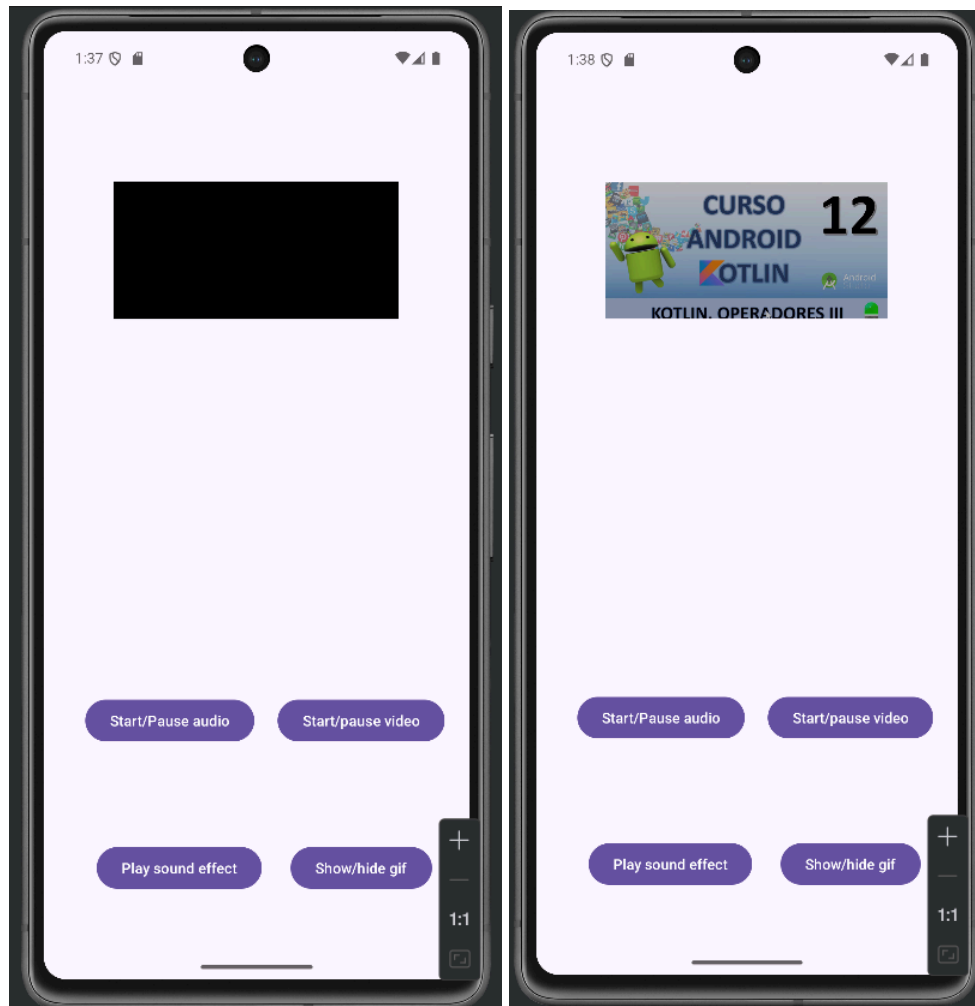 1:37
Start/Pause audio
Start/pause video
Play sound effect
Show/hide gif
1:1
1:38
CURSO
ANDROID
KOTLIN
12
Android
KOTLIN. OPERADORES III
Start/Pause audio
Start/pause video
Play sound effect
Show/hide gif
1:1